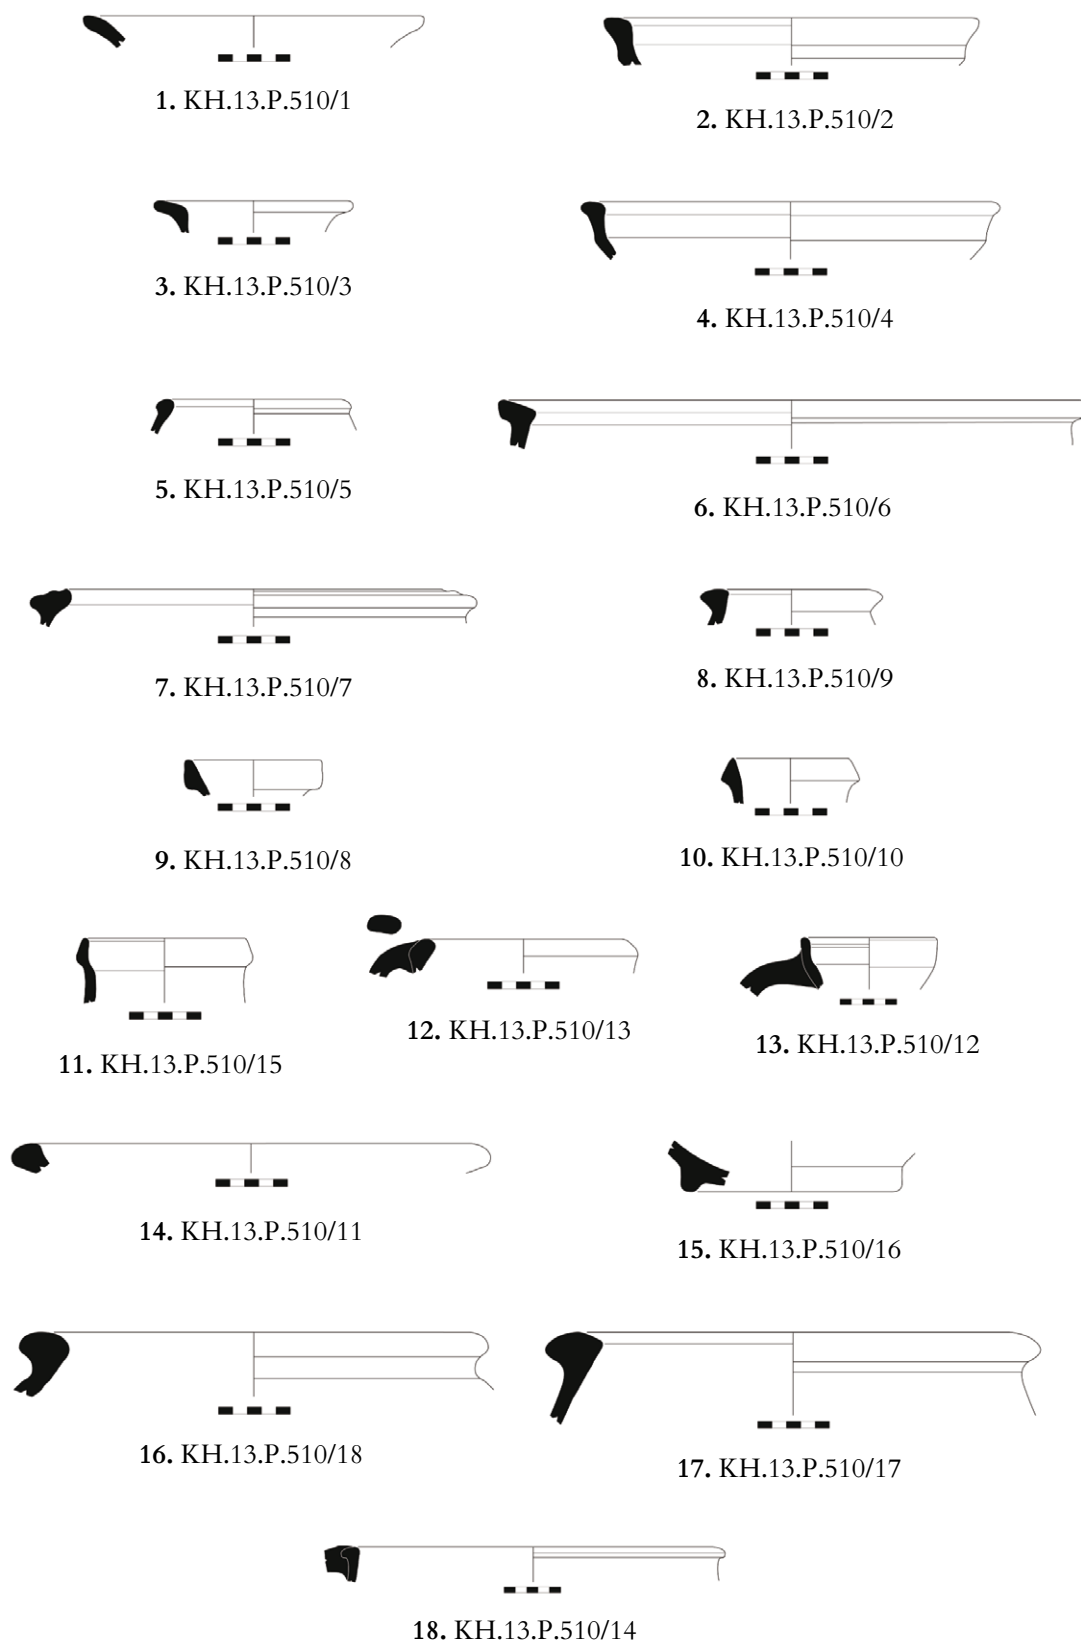 1. KH.13.P.510/1
2. KH.13.P.510/2
3. KH.13.P.510/3
4. KH.13.P.510/4
5. KH.13.P.510/5
6. KH.13.P.510/6
7. KH.13.P.510/7
8. KH.13.P.510/9
9. KH.13.P.510/8
10. KH.13.P.510/10
11. KH.13.P.510/15
12. KH.13.P.510/13
13. KH.13.P.510/12
14. KH.13.P.510/11
15. KH.13.P.510/16
16. KH.13.P.510/18
17. KH.13.P.510/17
18. KH.13.P.510/14